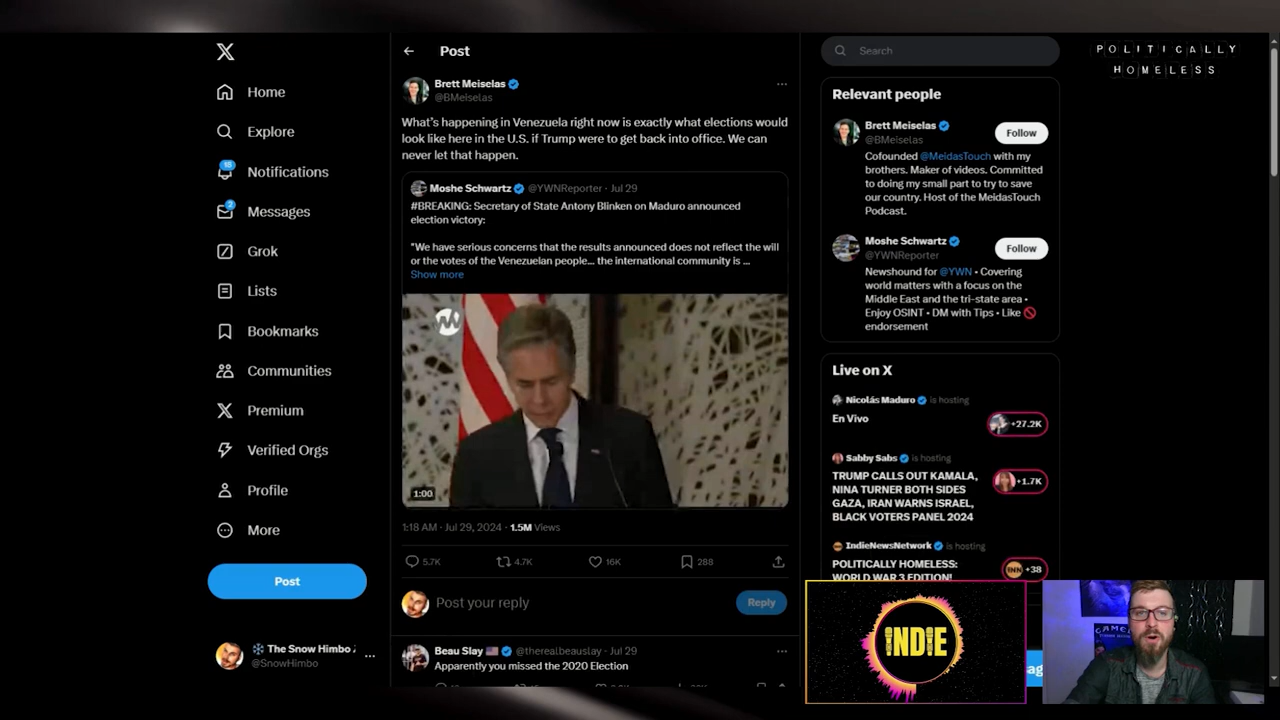 POLITICALLY
HOMELESS
Home
Explore
18
Notifications
2
Messages
Grok
Lists
Bookmarks
Communities
Premium
Verified Orgs
Profile
More
Post
The Snow Himbo
@SnowHimbo
Post
Brett Meiselas
@BMeiselas
What's happening in Venezuela right now is exactly what elections would
look like here in the U.S. if Trump were to get back into office. We can
never let that happen.
Moshe Schwartz @YWNReporter · Jul 29
#BREAKING: Secretary of State Antony Blinken on Maduro announced
election victory:
"We have serious concerns that the results announced does not reflect the will
or the votes of the Venezuelan people... the international community is ...
Show more
1:00
1:18 AM · Jul 29, 2024 · 1.5M Views
5.7K 4.7K 16K 288
Post your reply
Reply
Beau Slay @therealbeauslay · Jul 29
Apparently you missed the 2020 Election
Search
Relevant people
Brett Meiselas
@BMeiselas
Follow
Cofounded @MeidasTouch with my
brothers. Maker of videos. Committed
to doing my small part to try to save
our country. Host of the MeidasTouch
Podcast.
Moshe Schwartz
@YWNReporter
Follow
Newshound for @YWN • Covering
world matters with a focus on the
Middle East and the tri-state area •
Enjoy OSINT • DM with Tips • Like
endorsement
Live on X
Nicolás Maduro is hosting
En Vivo
+27.2K
Sabby Sabs is hosting
TRUMP CALLS OUT KAMALA,
NINA TURNER BOTH SIDES
GAZA, IRAN WARNS ISRAEL,
BLACK VOTERS PANEL 2024
+1.7K
IndieNewsNetwork is hosting
POLITICALLY HOMELESS:
WORLD WAR 3 EDITION!
INN +38
INDIE